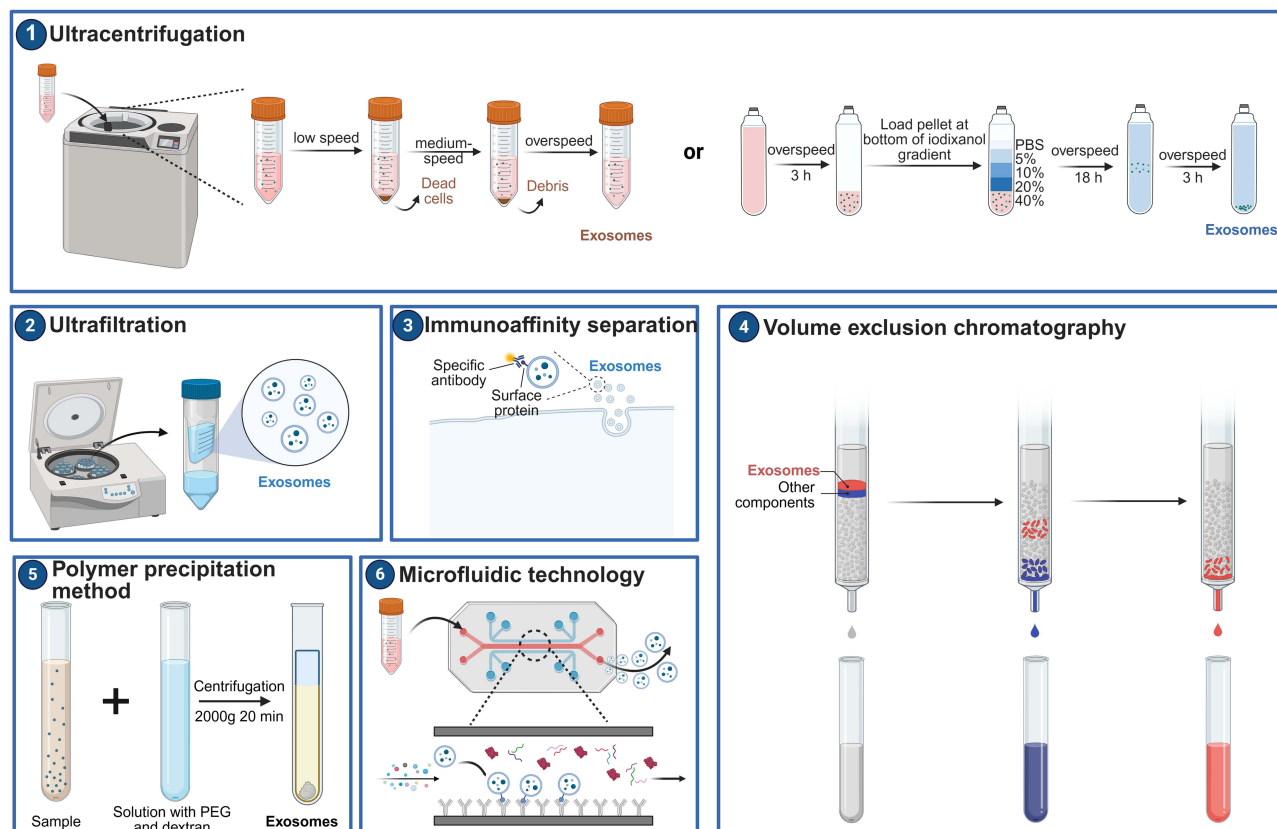 1 Ultracentrifugation
low speed
medium-
speed
overspeed
Dead
cells
Debris
Exosomes
or
overspeed
3 h
Load pellet at
bottom of iodixanol
gradient
PBS
5%
10%
20%
40%
overspeed
18 h
overspeed
3 h
Exosomes
2 Ultrafiltration
Exosomes
3 Immunoaffinity separation
Specific
antibody
Surface
protein
Exosomes
4 Volume exclusion chromatography
Exosomes
Other
components
5 Polymer precipitation
method
+
Centrifugation
2000g 20 min
Sample
Solution with PEG
and dextran
Exosomes
6 Microfluidic technology